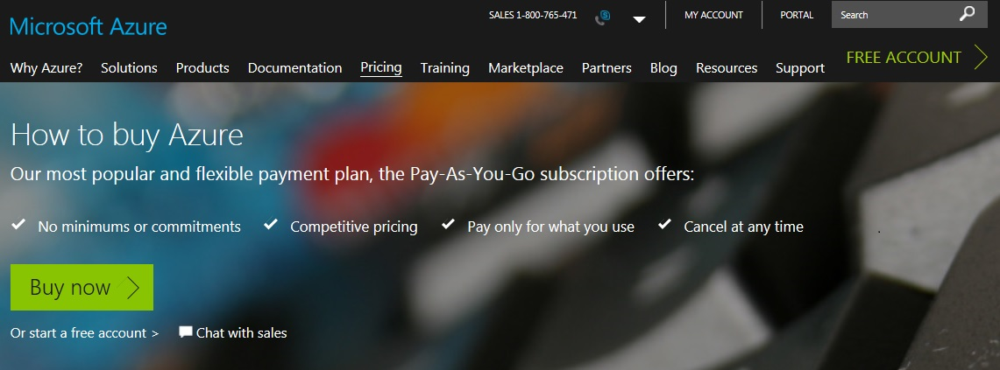 Microsoft Azure
SALES 1-800-765-471
MY ACCOUNT
PORTAL
Search
Why Azure? Solutions Products Documentation Pricing Training Marketplace Partners Blog Resources Support
FREE ACCOUNT
How to buy Azure
Our most popular and flexible payment plan, the Pay-As-You-Go subscription offers:
No minimums or commitments Competitive pricing Pay only for what you use Cancel at any time
Buy now
Or start a free account > Chat with sales